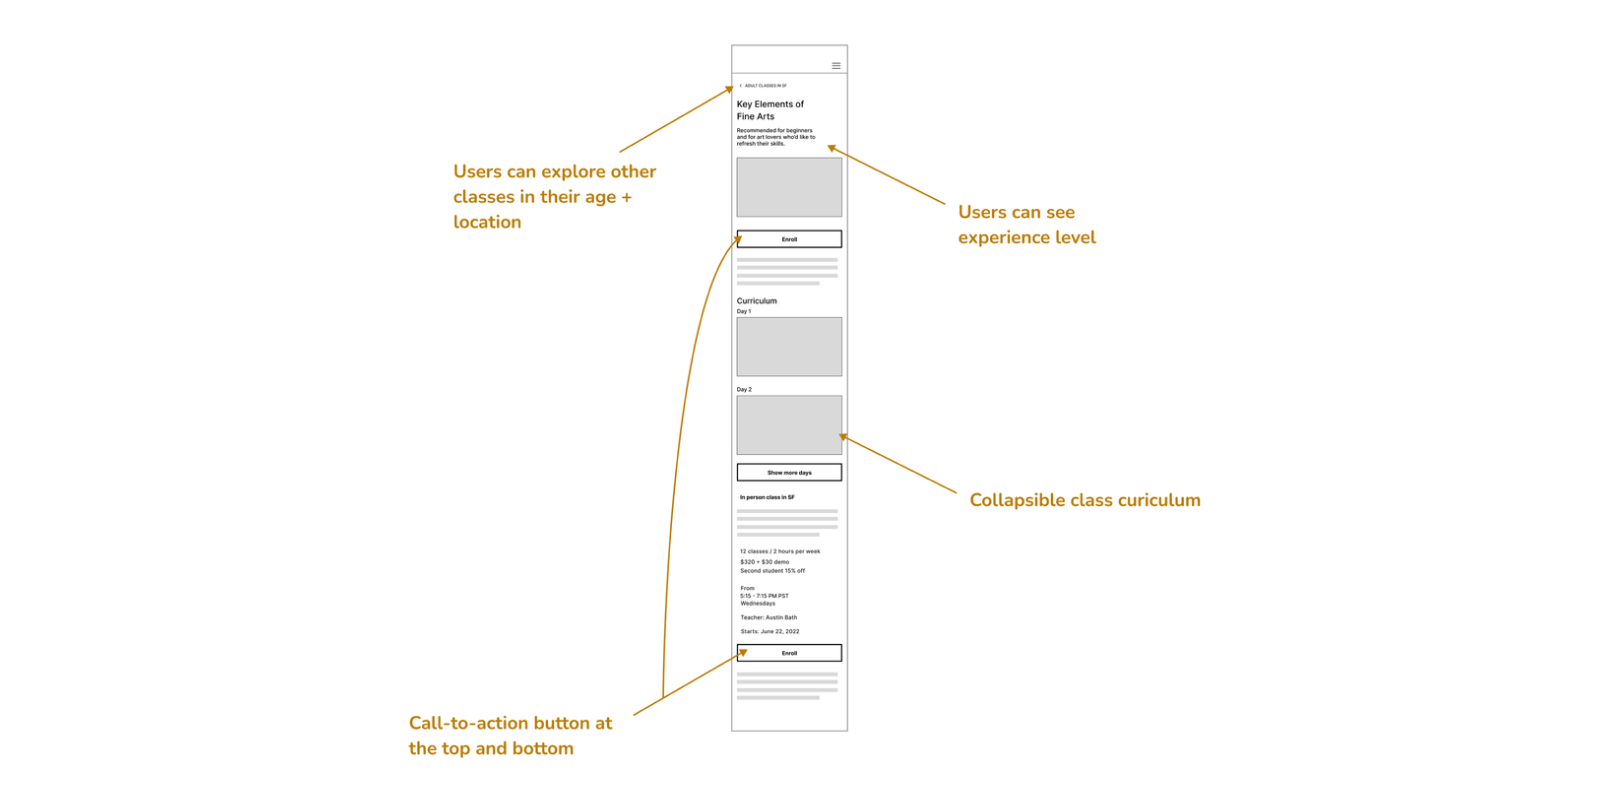 ‹ ADULT CLASSES IN SF
Key Elements of
Fine Arts
Recommended for beginners
and for art lovers who'd like to
refresh their skills.
Enroll
Curriculum
Day 1
Day 2
Show more days
In person class in SF
12 classes / 2 hours per week
$320 + $30 demo
Second student 15% off
From
5:15 - 7:15 PM PST
Wednesdays
Teacher: Austin Bath
Starts: June 22, 2022
Enroll
Users can explore other
classes in their age +
location
Users can see
experience level
Collapsible class curiculum
Call-to-action button at
the top and bottom